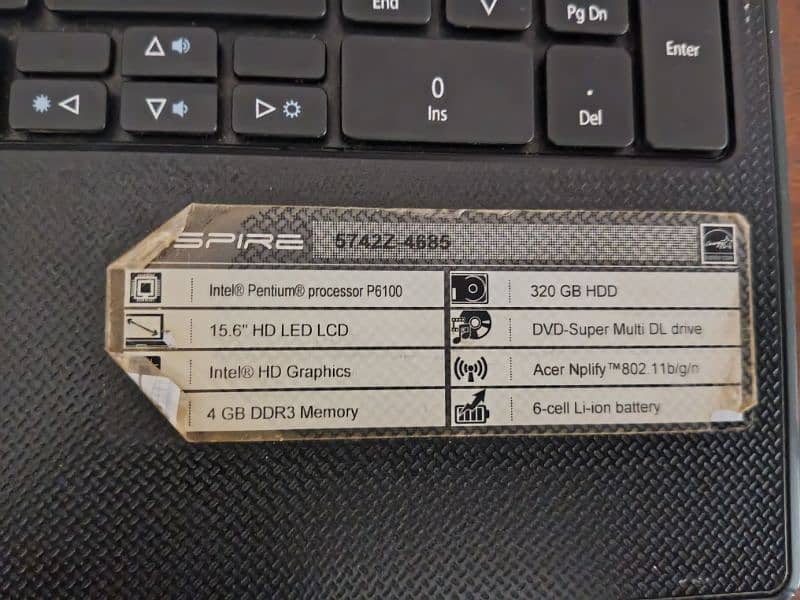 End
Pg Dn
Enter
0
Ins
.
Del
SPIRE 5742Z-4685
Intel® Pentium® processor P6100
320 GB HDD
15.6" HD LED LCD
DVD-Super Multi DL drive
Intel® HD Graphics
Acer Nplify™802.11b/g/n
4 GB DDR3 Memory
6-cell Li-ion battery